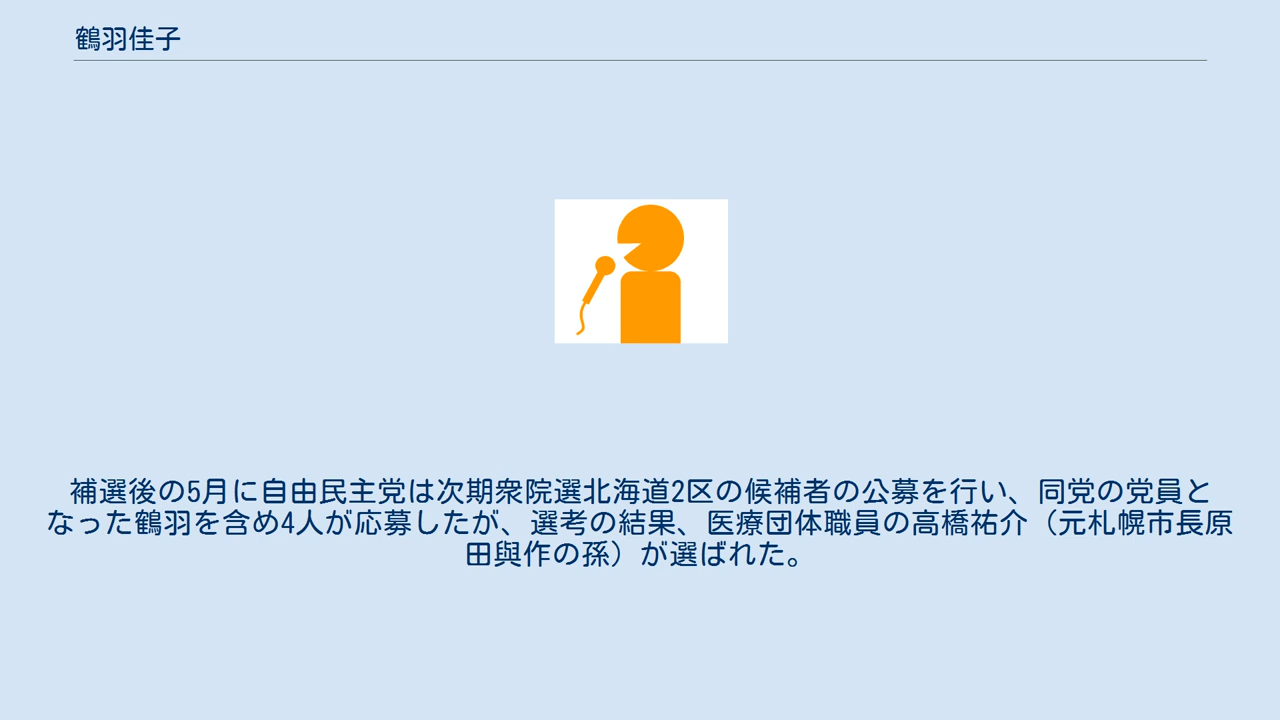 鶴羽佳子
補選後の5月に自由民主党は次期衆院選北海道2区の候補者の公募を行い、同党の党員と
なった鶴羽を含め4人が応募したが、選考の結果、医療団体職員の高橋祐介（元札幌市長原
田與作の孫）が選ばれた。